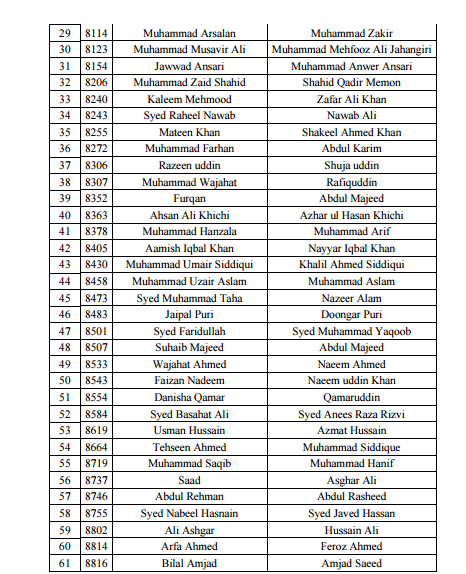 29 8114 Muhammad Arsalan Muhammad Zakir
30 8123 Muhammad Musavir Ali Muhammad Mehfooz Ali Jahangiri
31 8154 Jawwad Ansari Muhammad Anwer Ansari
32 8206 Muhammad Zaid Shahid Shahid Qadir Memon
33 8240 Kaleem Mehmood Zafar Ali Khan
34 8243 Syed Raheel Nawab Nawab Ali
35 8255 Mateen Khan Shakeel Ahmed Khan
36 8272 Muhammad Farhan Abdul Karim
37 8306 Razeen uddin Shuja uddin
38 8307 Muhammad Wajahat Rafiquddin
39 8352 Furqan Abdul Majeed
40 8363 Ahsan Ali Khichi Azhar ul Hasan Khichi
41 8378 Muhammad Hanzala Muhammad Arif
42 8405 Aamish Iqbal Khan Nayyar Iqbal Khan
43 8430 Muhammad Umair Siddiqui Khalil Ahmed Siddiqui
44 8458 Muhammad Uzair Aslam Muhammad Aslam
45 8473 Syed Muhammad Taha Nazeer Alam
46 8483 Jaipal Puri Doongar Puri
47 8501 Syed Faridullah Syed Muhammad Yaqoob
48 8507 Suhaib Majeed Abdul Majeed
49 8533 Wajahat Ahmed Naeem Ahmed
50 8543 Faizan Nadeem Naeem uddin Khan
51 8554 Danisha Qamar Qamaruddin
52 8584 Syed Basahat Ali Syed Anees Raza Rizvi
53 8619 Usman Hussain Azmat Hussain
54 8664 Tehseen Ahmed Muhammad Siddique
55 8719 Muhammad Saqib Muhammad Hanif
56 8737 Saad Asghar Ali
57 8746 Abdul Rehman Abdul Rasheed
58 8755 Syed Nabeel Hasnain Syed Javed Hassan
59 8802 Ali Ashgar Hussain Ali
60 8814 Arfa Ahmed Feroz Ahmed
61 8816 Bilal Amjad Amjad Saeed